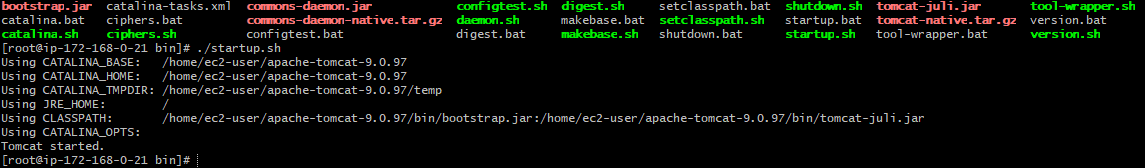 bootstrap.jar catalina-tasks.xml commons-daemon.jar configtest.sh digest.sh setclasspath.bat shutdown.sh tomcat-juli.jar tool-wrapper.sh
catalina.bat ciphers.bat commons-daemon-native.tar.gz daemon.sh makebase.bat setclasspath.sh startup.bat tomcat-native.tar.gz version.bat
catalina.sh ciphers.sh configtest.bat digest.bat makebase.sh shutdown.bat startup.sh tool-wrapper.bat version.sh
[root@ip-172-168-0-21 bin]# ./startup.sh
Using CATALINA_BASE: /home/ec2-user/apache-tomcat-9.0.97
Using CATALINA_HOME: /home/ec2-user/apache-tomcat-9.0.97
Using CATALINA_TMPDIR: /home/ec2-user/apache-tomcat-9.0.97/temp
Using JRE_HOME: /
Using CLASSPATH: /home/ec2-user/apache-tomcat-9.0.97/bin/bootstrap.jar:/home/ec2-user/apache-tomcat-9.0.97/bin/tomcat-juli.jar
Using CATALINA_OPTS:
Tomcat started.
[root@ip-172-168-0-21 bin]#